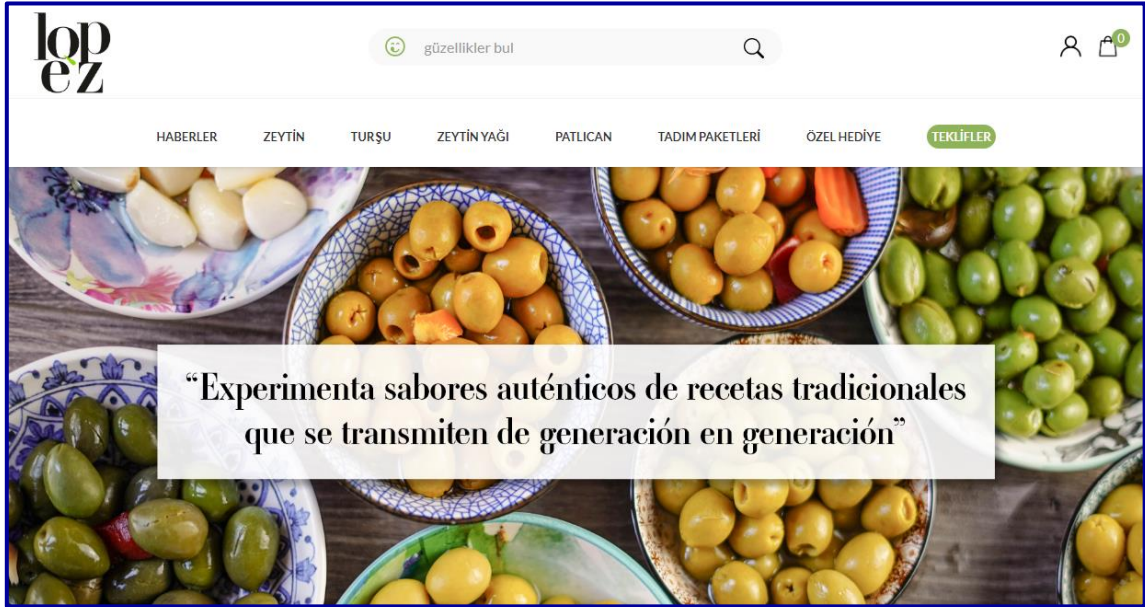 lop
ez
güzellikler bul
0
HABERLER ZEYTİN TURŞU ZEYTİN YAĞI PATLICAN TADIM PAKETLERİ ÖZEL HEDİYE TEKLİFLER
“Experimenta sabores auténticos de recetas tradicionales
que se transmiten de generación en generación”